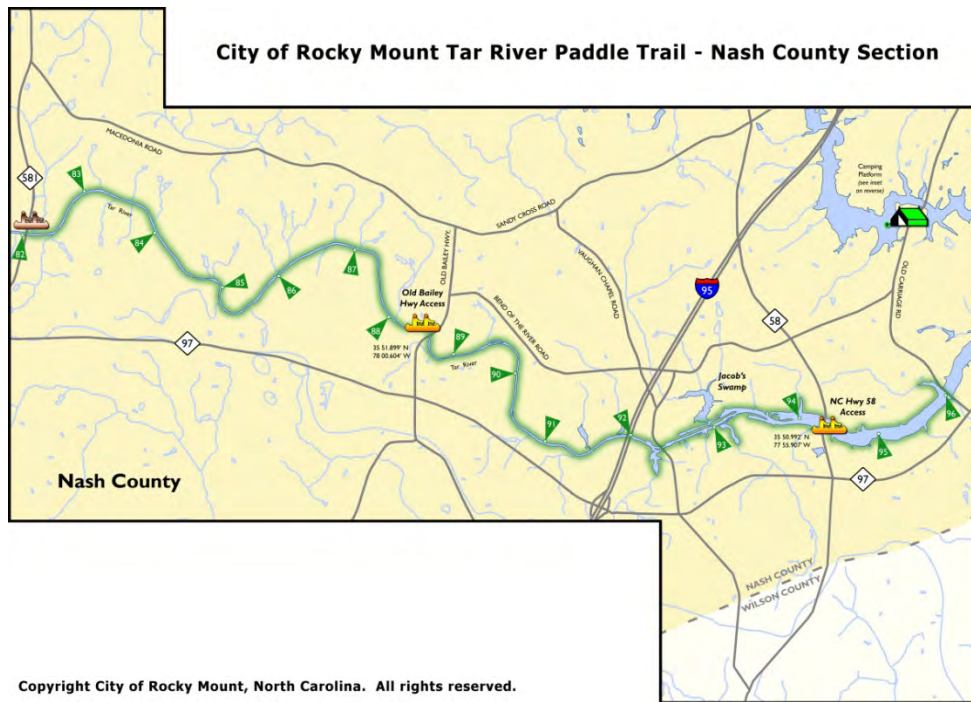 City of Rocky Mount Tar River Paddle Trail - Nash County Section
MACEDONIA ROAD
581
83
Tar River
82
84
85
86
87
Camping
Platform
(see inset
on reverse)
SANDY CROSS ROAD
OLD BAILEY HWY.
VAUGHAN CHAPEL ROAD
OLD CARRIAGE RD
95
58
Old Bailey
Hwy Access
88
35 51.899' N
78 00.604' W
BEND OF THE RIVER ROAD
97
89
Tar River
90
Jacob's
Swamp
91
92
93
94
NC Hwy 58
Access
35 50.992' N
77 55.907' W
95
96
97
Nash County
NASH COUNTY
WILSON COUNTY
Copyright City of Rocky Mount, North Carolina. All rights reserved.